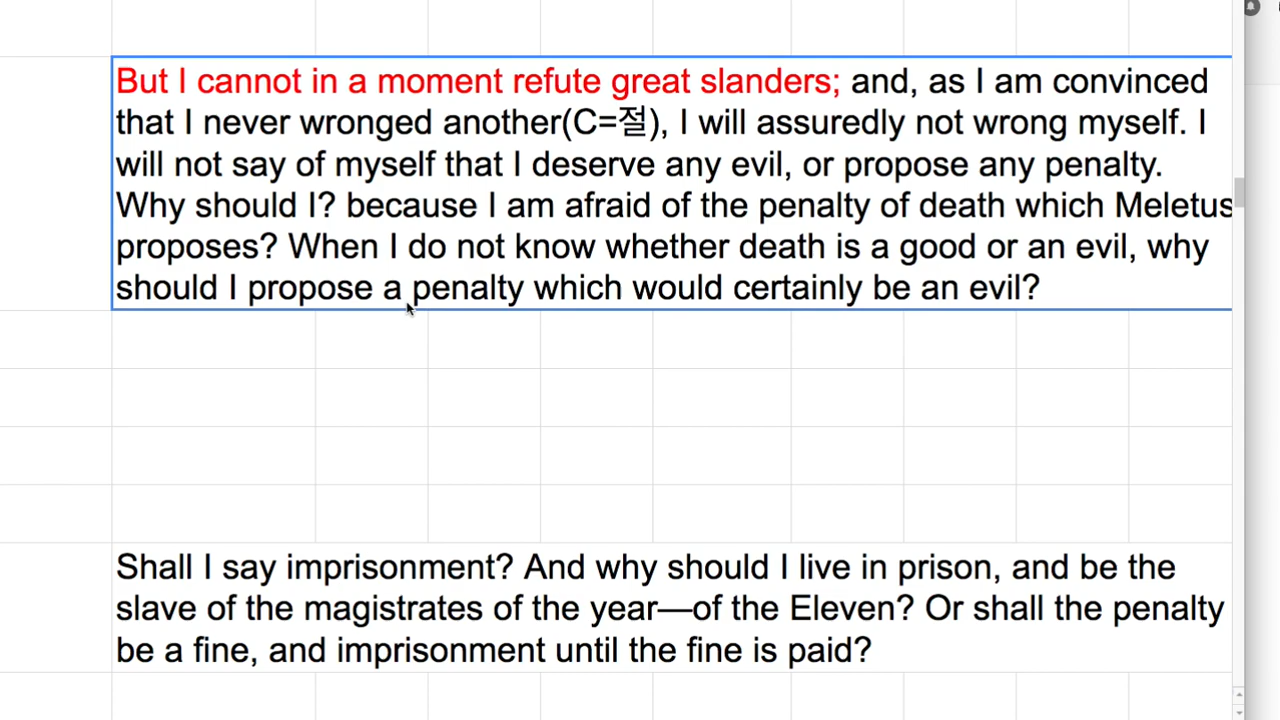 But I cannot in a moment refute great slanders; and, as I am convinced
that I never wronged another(C=절), I will assuredly not wrong myself. I
will not say of myself that I deserve any evil, or propose any penalty.
Why should I? because I am afraid of the penalty of death which Meletus
proposes? When I do not know whether death is a good or an evil, why
should I propose a penalty which would certainly be an evil?
Shall I say imprisonment? And why should I live in prison, and be the
slave of the magistrates of the year—of the Eleven? Or shall the penalty
be a fine, and imprisonment until the fine is paid?